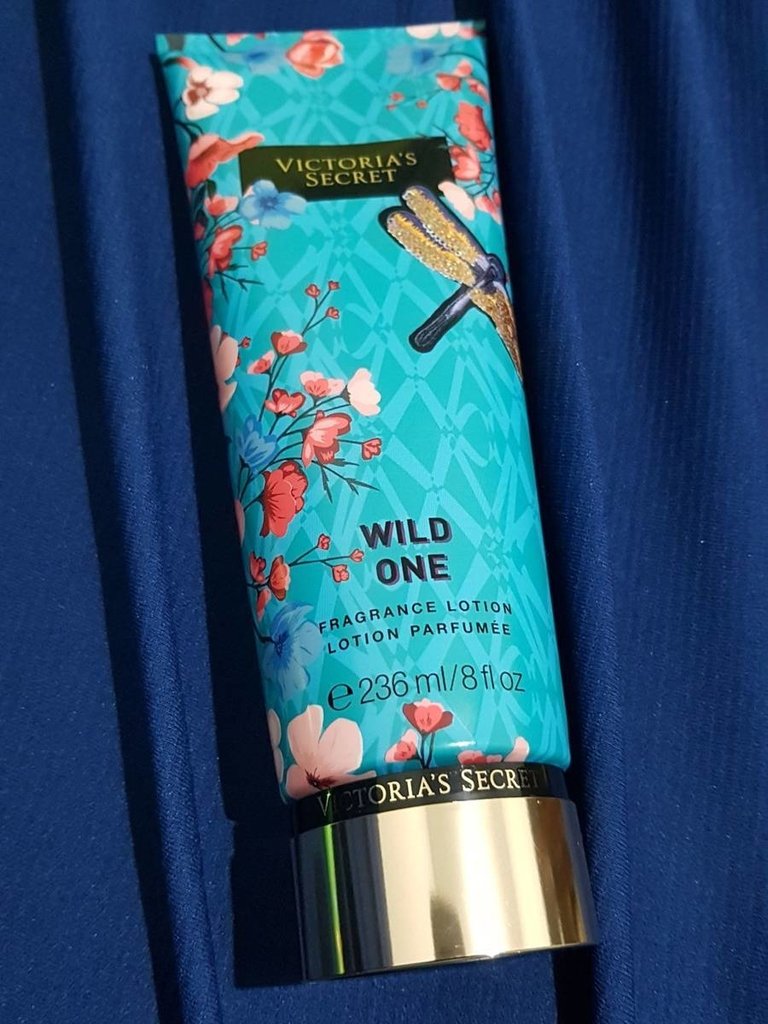 VICTORIA'S
SECRET
WILD
ONE
FRAGRANCE LOTION
LOTION PARFUMÉE
℮ 236 ml/8 fl oz
VICTORIA'S SECRET